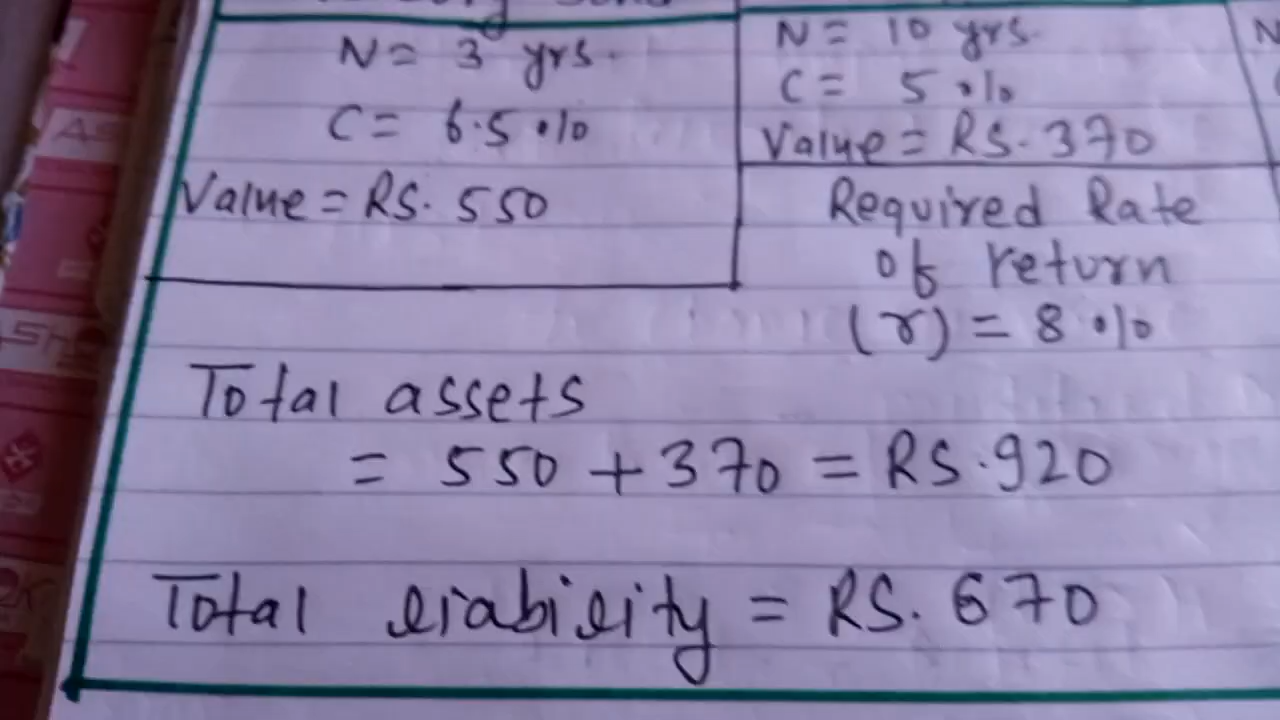 N = 3 yrs.
C = 6.5 %
Value = RS. 550
N = 10 yrs.
C = 5 %
Value = RS. 370
Required Rate
of return
(r) = 8 %
Total assets
= 550 + 370 = RS. 920
Total liability = RS. 670